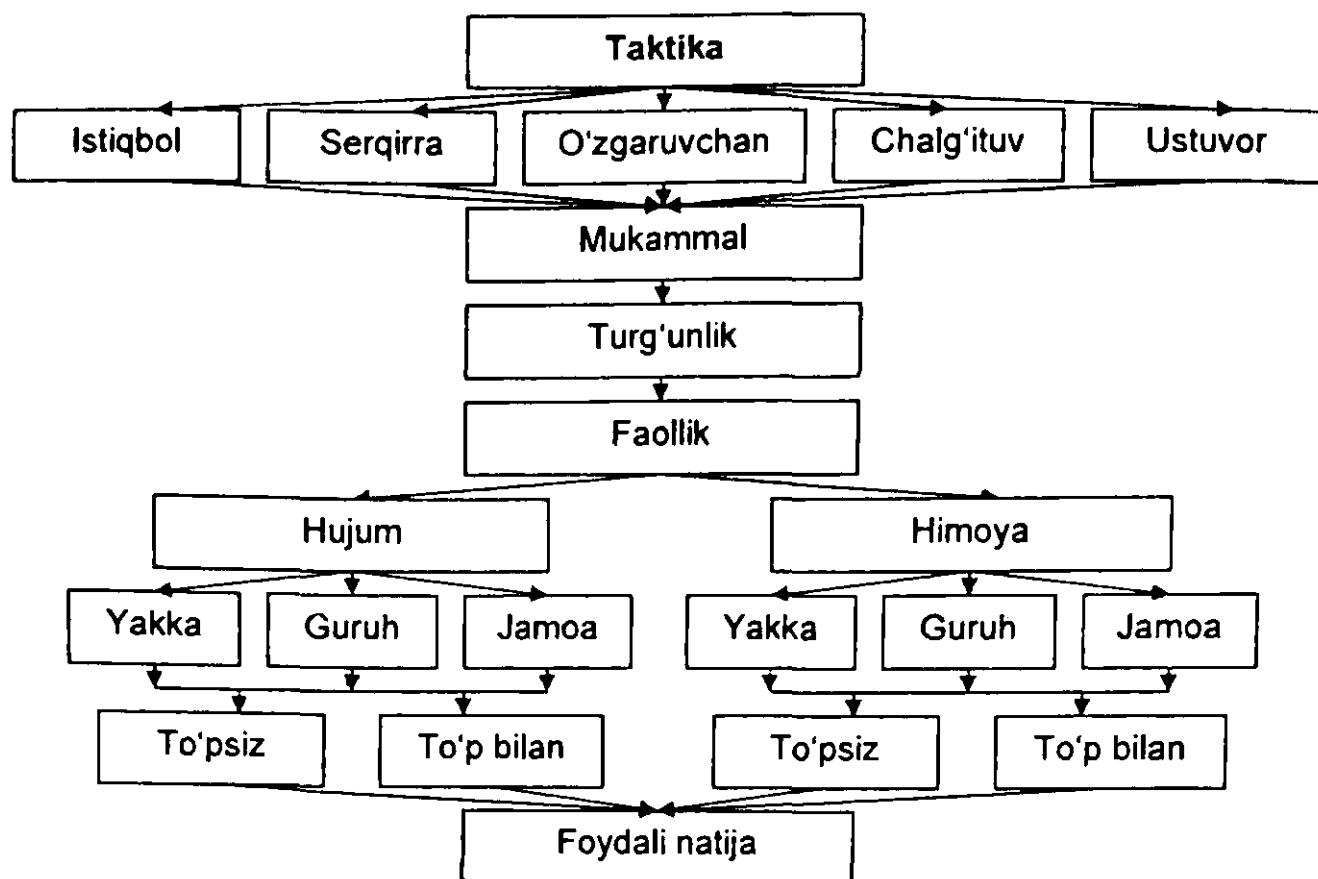 Taktika
Istiqbol
Serqirra
O‘zgaruvchan
Chalg‘ituv
Ustuvor
Mukammal
Turg‘unlik
Faollik
Hujum
Himoya
Yakka
Guruh
Jamoa
Yakka
Guruh
Jamoa
To‘psiz
To‘p bilan
To‘psiz
To‘p bilan
Foydali natija